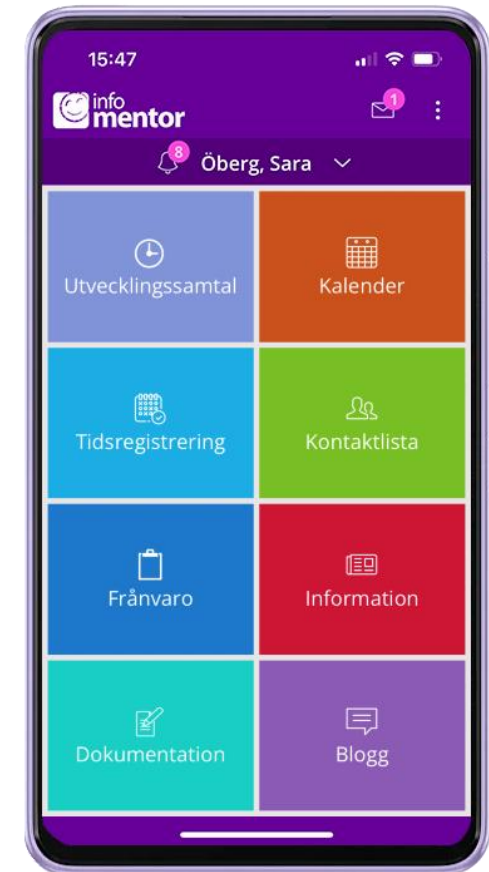 15:47
info
mentor
1
8
Öberg, Sara
Utvecklingssamtal
Kalender
Tidsregistrering
Kontaktlista
Frånvaro
Information
Dokumentation
Blogg